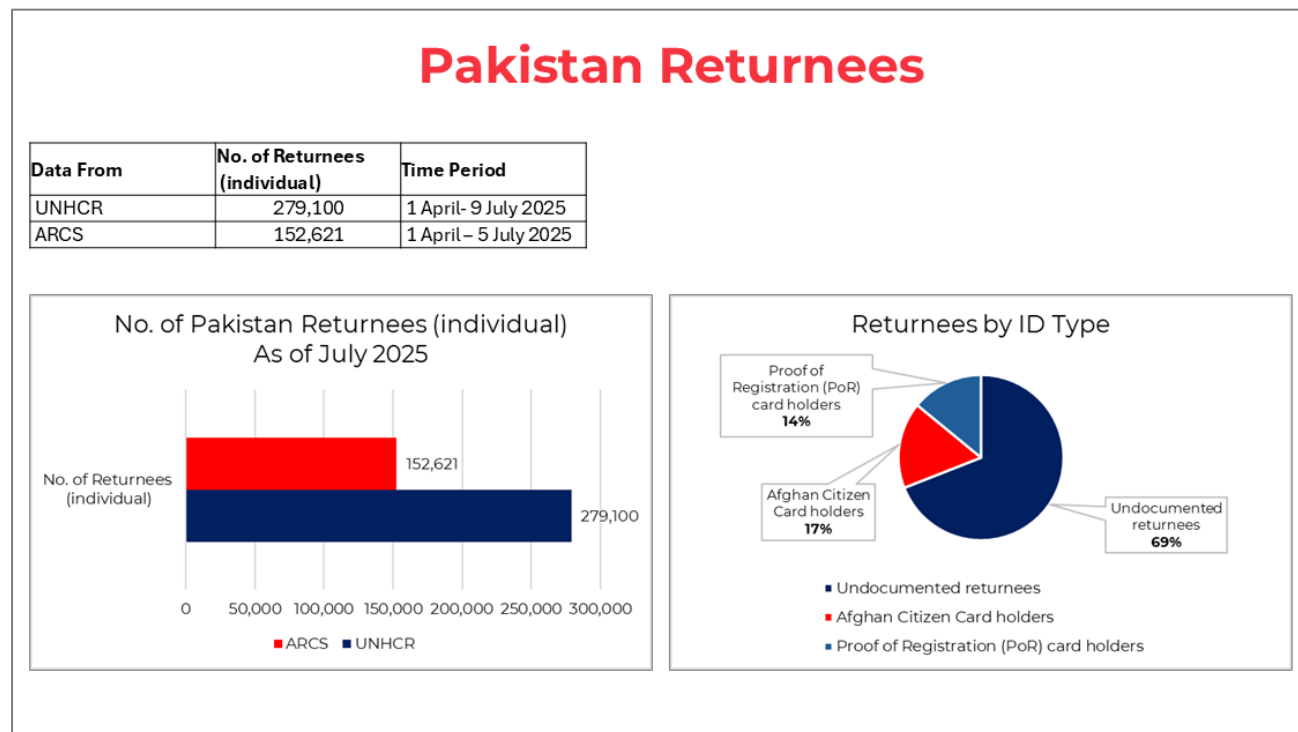 Pakistan Returnees
Data From
No. of Returnees
(individual)
Time Period
UNHCR 279,100 1 April- 9 July 2025
ARCS 152,621 1 April – 5 July 2025
No. of Pakistan Returnees (individual)
As of July 2025
152,621
No. of Returnees
(individual)
279,100
0 50,000 100,000 150,000 200,000 250,000 300,000
ARCS UNHCR
Returnees by ID Type
Proof of
Registration (PoR)
card holders
14%
Afghan Citizen
Card holders
17%
Undocumented
returnees
69%
Undocumented returnees
Afghan Citizen Card holders
Proof of Registration (PoR) card holders